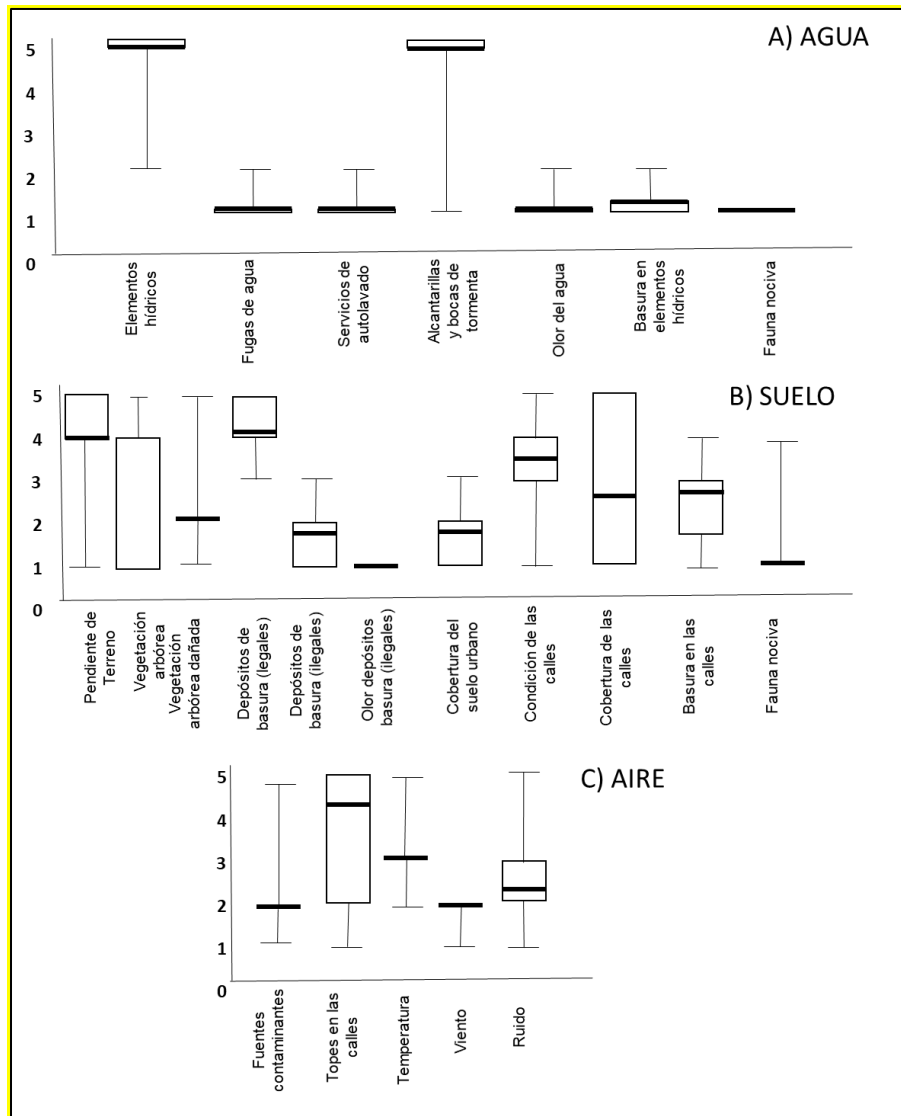 A) AGUA
5
4
3
2
1
0
Elementos
hídricos
Fugas de agua
Servicios de
autolavado
Alcantarillas
y bocas de
tormenta
Olor del agua
Basura en
elementos
hídricos
Fauna nociva
B) SUELO
5
4
3
2
1
0
Pendiente de
Terreno
Vegetación
arbórea
Vegetación
arbórea dañada
Depósitos de
basura (legales)
Depósitos de
basura (ilegales)
Olor depósitos
basura (ilegales)
Cobertura del
suelo urbano
Condición de las
calles
Cobertura de las
calles
Basura en las
calles
Fauna nociva
C) AIRE
5
4
3
2
1
0
Fuentes
contaminantes
Topes en las
calles
Temperatura
Viento
Ruido